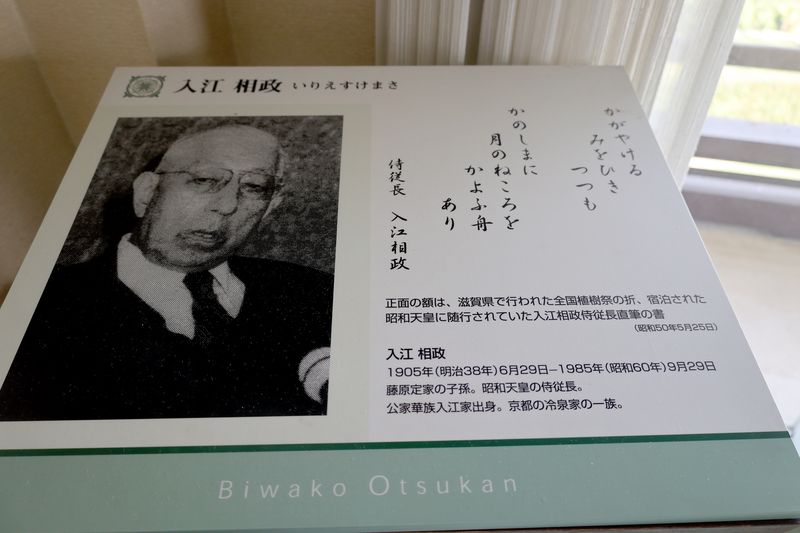 入江 相政 いりえすけまさ
かがやける
みをひき
つつも
かのしまに
月のねころを
かよふ舟
あり
侍従長 入江相政
正面の額は、滋賀県で行われた全国植樹祭の折、宿泊された
昭和天皇に随行されていた入江相政侍従長直筆の書
(昭和50年5月25日)
入江 相政
1905年(明治38年)6月29日−1985年(昭和60年)9月29日
藤原定家の子孫。昭和天皇の侍従長。
公家華族入江家出身。京都の冷泉家の一族。
Biwako Otsukan